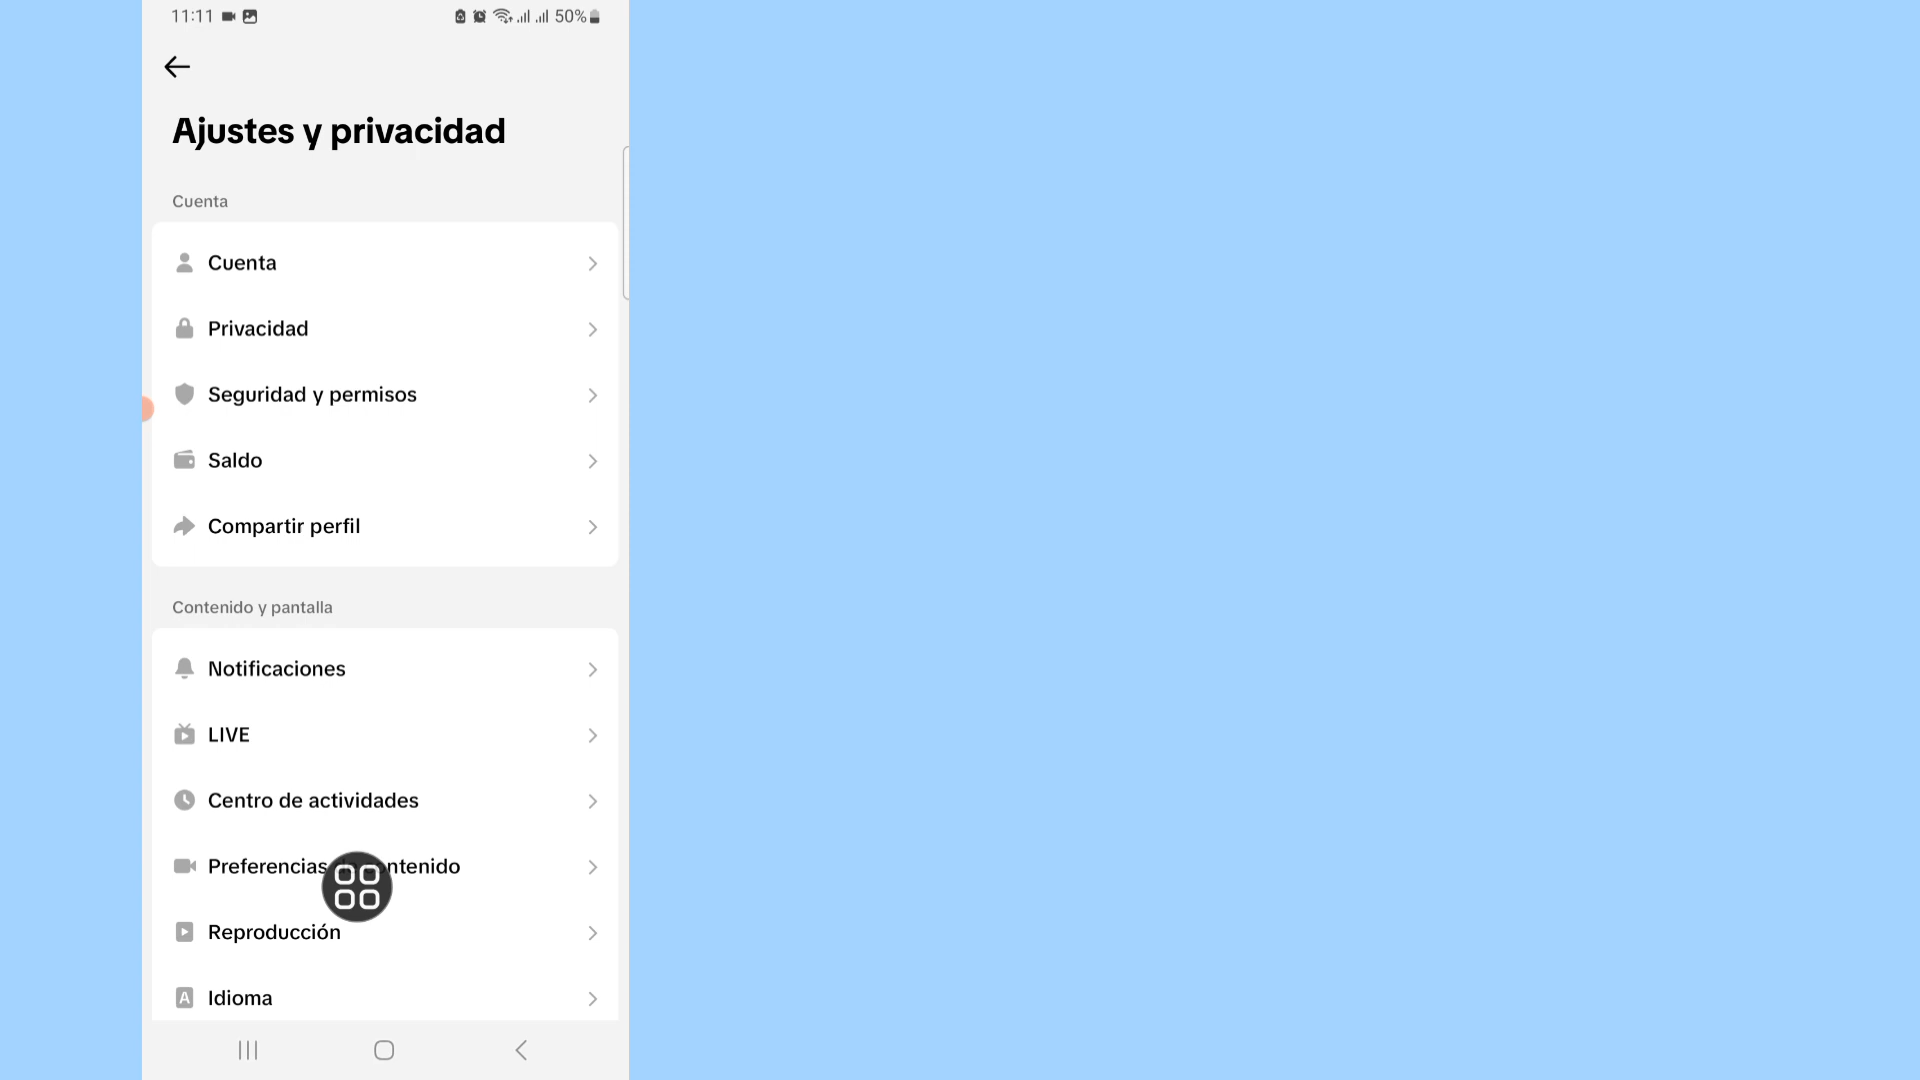 11:11
50%
Ajustes y privacidad
Cuenta
Cuenta
Privacidad
Seguridad y permisos
Saldo
Compartir perfil
Contenido y pantalla
Notificaciones
LIVE
Centro de actividades
Preferencias de contenido
Reproducción
Idioma